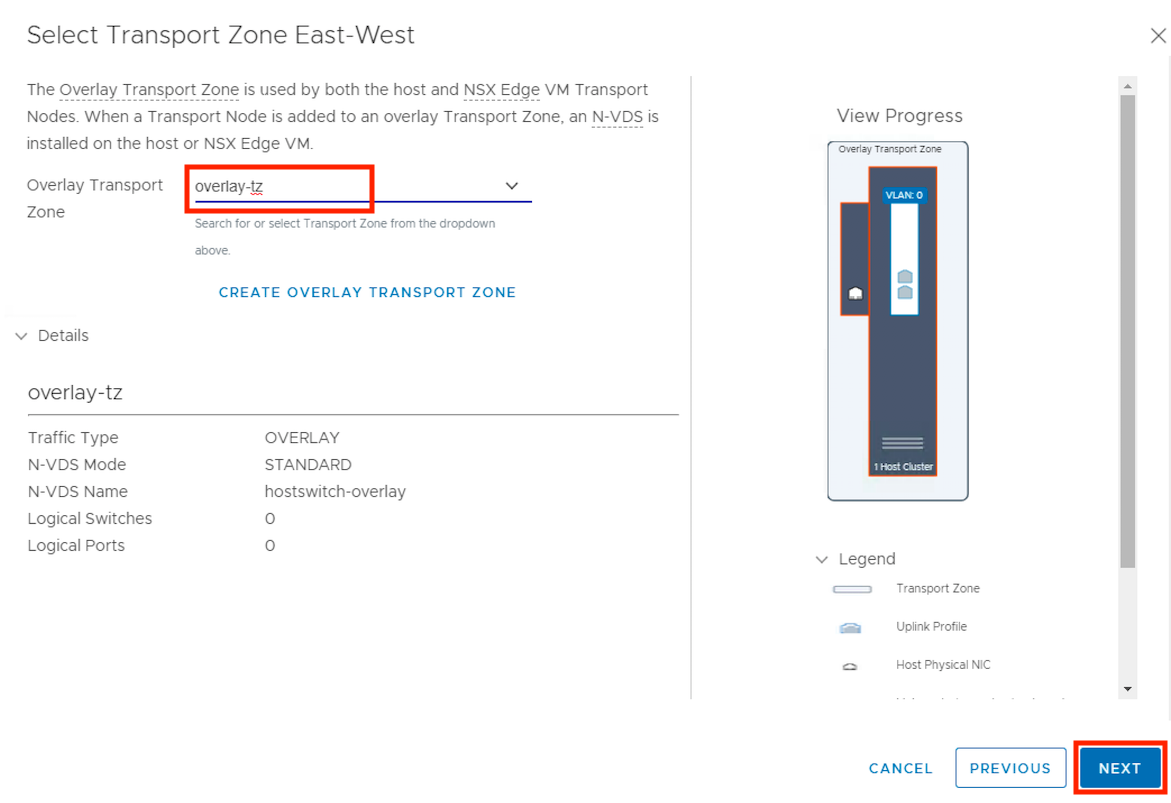 Select Transport Zone East-West
The Overlay Transport Zone is used by both the host and NSX Edge VM Transport
Nodes. When a Transport Node is added to an overlay Transport Zone, an N-VDS is
installed on the host or NSX Edge VM.
Overlay Transport
Zone
overlay-tz
Search for or select Transport Zone from the dropdown
above.
CREATE OVERLAY TRANSPORT ZONE
Details
overlay-tz
Traffic Type OVERLAY
N-VDS Mode STANDARD
N-VDS Name hostswitch-overlay
Logical Switches 0
Logical Ports 0
View Progress
Overlay Transport Zone
VLAN: 0
1 Host Cluster
Legend
Transport Zone
Uplink Profile
Host Physical NIC
CANCEL PREVIOUS NEXT